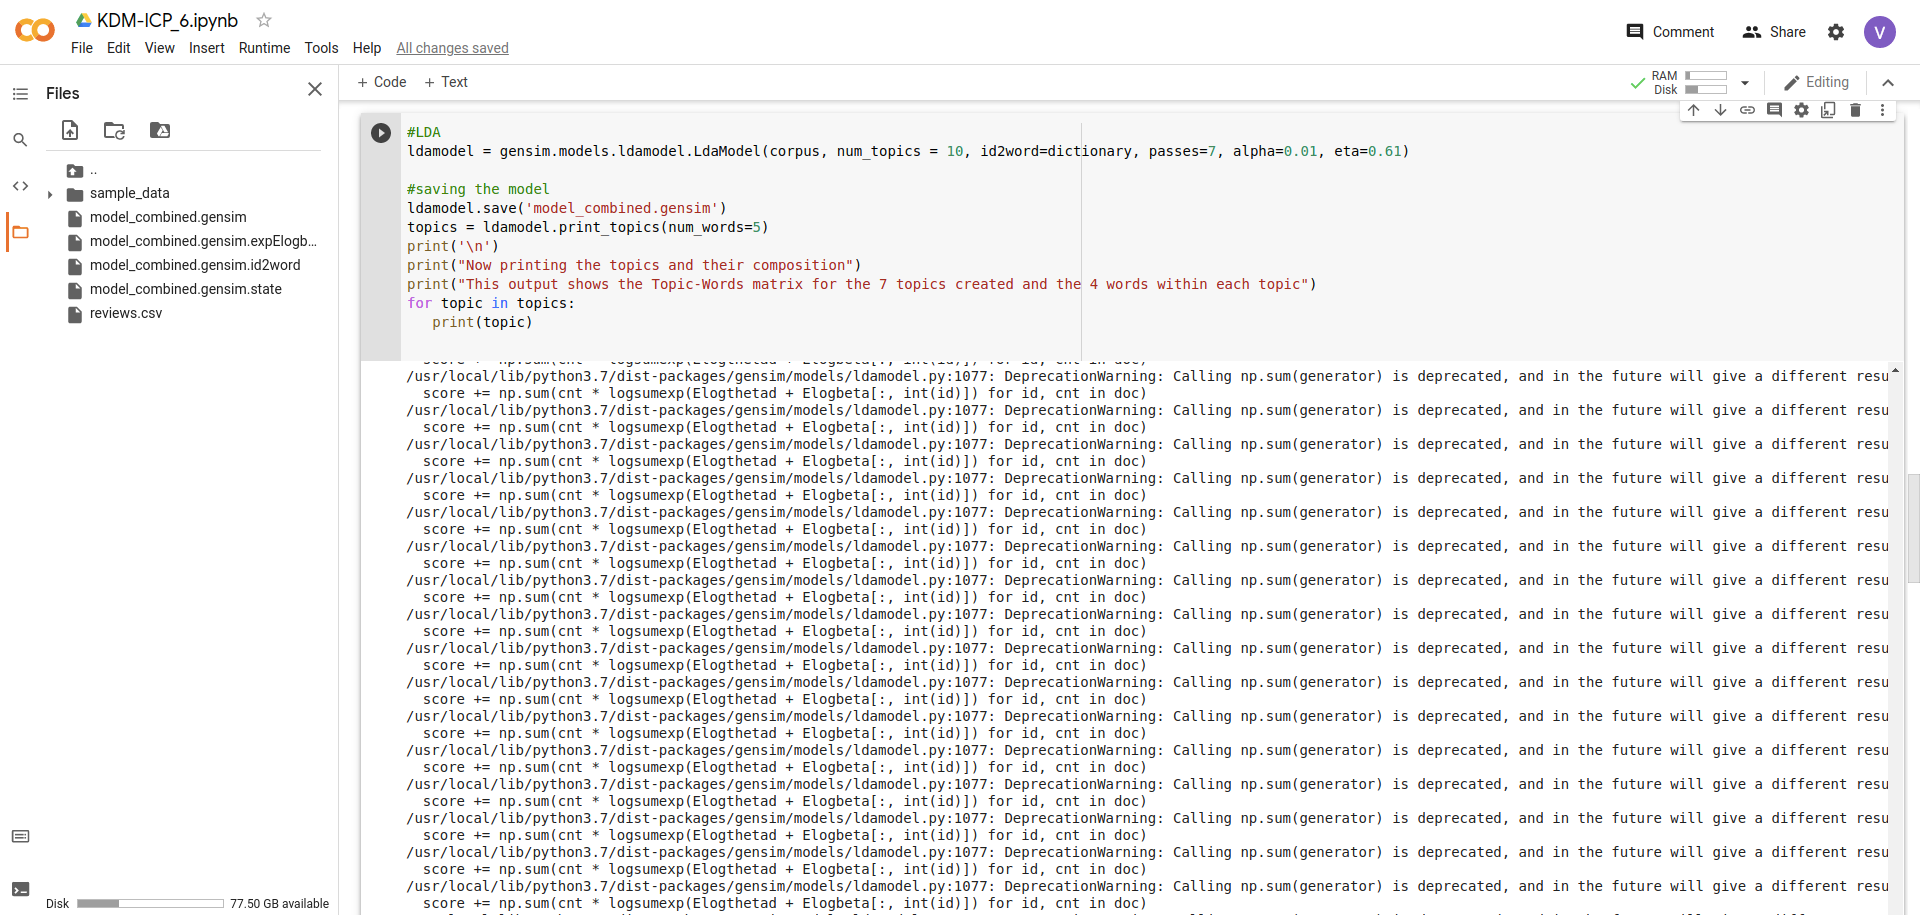 KDM-ICP_6.ipynb
File Edit View Insert Runtime Tools Help All changes saved
Comment Share V
Files
+ Code + Text
RAM
Disk
Editing
..
sample_data
model_combined.gensim
model_combined.gensim.expElogb...
model_combined.gensim.id2word
model_combined.gensim.state
reviews.csv
Disk 77.50 GB available
#LDA
ldamodel = gensim.models.ldamodel.LdaModel(corpus, num_topics = 10, id2word=dictionary, passes=7, alpha=0.01, eta=0.61)
#saving the model
ldamodel.save('model_combined.gensim')
topics = ldamodel.print_topics(num_words=5)
print('\n')
print("Now printing the topics and their composition")
print("This output shows the Topic-Words matrix for the 7 topics created and the 4 words within each topic")
for topic in topics:
   print(topic)
score += np.sum(cnt * logsumexp(Elogthetad + Elogbeta[:, int(id)]) for id, cnt in doc)
/usr/local/lib/python3.7/dist-packages/gensim/models/ldamodel.py:1077: DeprecationWarning: Calling np.sum(generator) is deprecated, and in the future will give a different resu
score += np.sum(cnt * logsumexp(Elogthetad + Elogbeta[:, int(id)]) for id, cnt in doc)
/usr/local/lib/python3.7/dist-packages/gensim/models/ldamodel.py:1077: DeprecationWarning: Calling np.sum(generator) is deprecated, and in the future will give a different resu
score += np.sum(cnt * logsumexp(Elogthetad + Elogbeta[:, int(id)]) for id, cnt in doc)
/usr/local/lib/python3.7/dist-packages/gensim/models/ldamodel.py:1077: DeprecationWarning: Calling np.sum(generator) is deprecated, and in the future will give a different resu
score += np.sum(cnt * logsumexp(Elogthetad + Elogbeta[:, int(id)]) for id, cnt in doc)
/usr/local/lib/python3.7/dist-packages/gensim/models/ldamodel.py:1077: DeprecationWarning: Calling np.sum(generator) is deprecated, and in the future will give a different resu
score += np.sum(cnt * logsumexp(Elogthetad + Elogbeta[:, int(id)]) for id, cnt in doc)
/usr/local/lib/python3.7/dist-packages/gensim/models/ldamodel.py:1077: DeprecationWarning: Calling np.sum(generator) is deprecated, and in the future will give a different resu
score += np.sum(cnt * logsumexp(Elogthetad + Elogbeta[:, int(id)]) for id, cnt in doc)
/usr/local/lib/python3.7/dist-packages/gensim/models/ldamodel.py:1077: DeprecationWarning: Calling np.sum(generator) is deprecated, and in the future will give a different resu
score += np.sum(cnt * logsumexp(Elogthetad + Elogbeta[:, int(id)]) for id, cnt in doc)
/usr/local/lib/python3.7/dist-packages/gensim/models/ldamodel.py:1077: DeprecationWarning: Calling np.sum(generator) is deprecated, and in the future will give a different resu
score += np.sum(cnt * logsumexp(Elogthetad + Elogbeta[:, int(id)]) for id, cnt in doc)
/usr/local/lib/python3.7/dist-packages/gensim/models/ldamodel.py:1077: DeprecationWarning: Calling np.sum(generator) is deprecated, and in the future will give a different resu
score += np.sum(cnt * logsumexp(Elogthetad + Elogbeta[:, int(id)]) for id, cnt in doc)
/usr/local/lib/python3.7/dist-packages/gensim/models/ldamodel.py:1077: DeprecationWarning: Calling np.sum(generator) is deprecated, and in the future will give a different resu
score += np.sum(cnt * logsumexp(Elogthetad + Elogbeta[:, int(id)]) for id, cnt in doc)
/usr/local/lib/python3.7/dist-packages/gensim/models/ldamodel.py:1077: DeprecationWarning: Calling np.sum(generator) is deprecated, and in the future will give a different resu
score += np.sum(cnt * logsumexp(Elogthetad + Elogbeta[:, int(id)]) for id, cnt in doc)
/usr/local/lib/python3.7/dist-packages/gensim/models/ldamodel.py:1077: DeprecationWarning: Calling np.sum(generator) is deprecated, and in the future will give a different resu
score += np.sum(cnt * logsumexp(Elogthetad + Elogbeta[:, int(id)]) for id, cnt in doc)
/usr/local/lib/python3.7/dist-packages/gensim/models/ldamodel.py:1077: DeprecationWarning: Calling np.sum(generator) is deprecated, and in the future will give a different resu
score += np.sum(cnt * logsumexp(Elogthetad + Elogbeta[:, int(id)]) for id, cnt in doc)
/usr/local/lib/python3.7/dist-packages/gensim/models/ldamodel.py:1077: DeprecationWarning: Calling np.sum(generator) is deprecated, and in the future will give a different resu
score += np.sum(cnt * logsumexp(Elogthetad + Elogbeta[:, int(id)]) for id, cnt in doc)
/usr/local/lib/python3.7/dist-packages/gensim/models/ldamodel.py:1077: DeprecationWarning: Calling np.sum(generator) is deprecated, and in the future will give a different resu
score += np.sum(cnt * logsumexp(Elogthetad + Elogbeta[:, int(id)]) for id, cnt in doc)
/usr/local/lib/python3.7/dist-packages/gensim/models/ldamodel.py:1077: DeprecationWarning: Calling np.sum(generator) is deprecated, and in the future will give a different resu
score += np.sum(cnt * logsumexp(Elogthetad + Elogbeta[:, int(id)]) for id, cnt in doc)
/usr/local/lib/python3.7/dist-packages/gensim/models/ldamodel.py:1077: DeprecationWarning: Calling np.sum(generator) is deprecated, and in the future will give a different resu
score += np.sum(cnt * logsumexp(Elogthetad + Elogbeta[:, int(id)]) for id, cnt in doc)